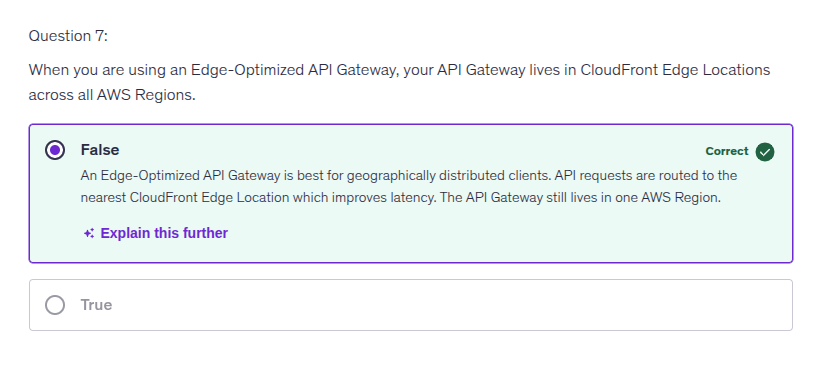 Question 7:
When you are using an Edge-Optimized API Gateway, your API Gateway lives in CloudFront Edge Locations
across all AWS Regions.
False
Correct
An Edge-Optimized API Gateway is best for geographically distributed clients. API requests are routed to the
nearest CloudFront Edge Location which improves latency. The API Gateway still lives in one AWS Region.
Explain this further
True